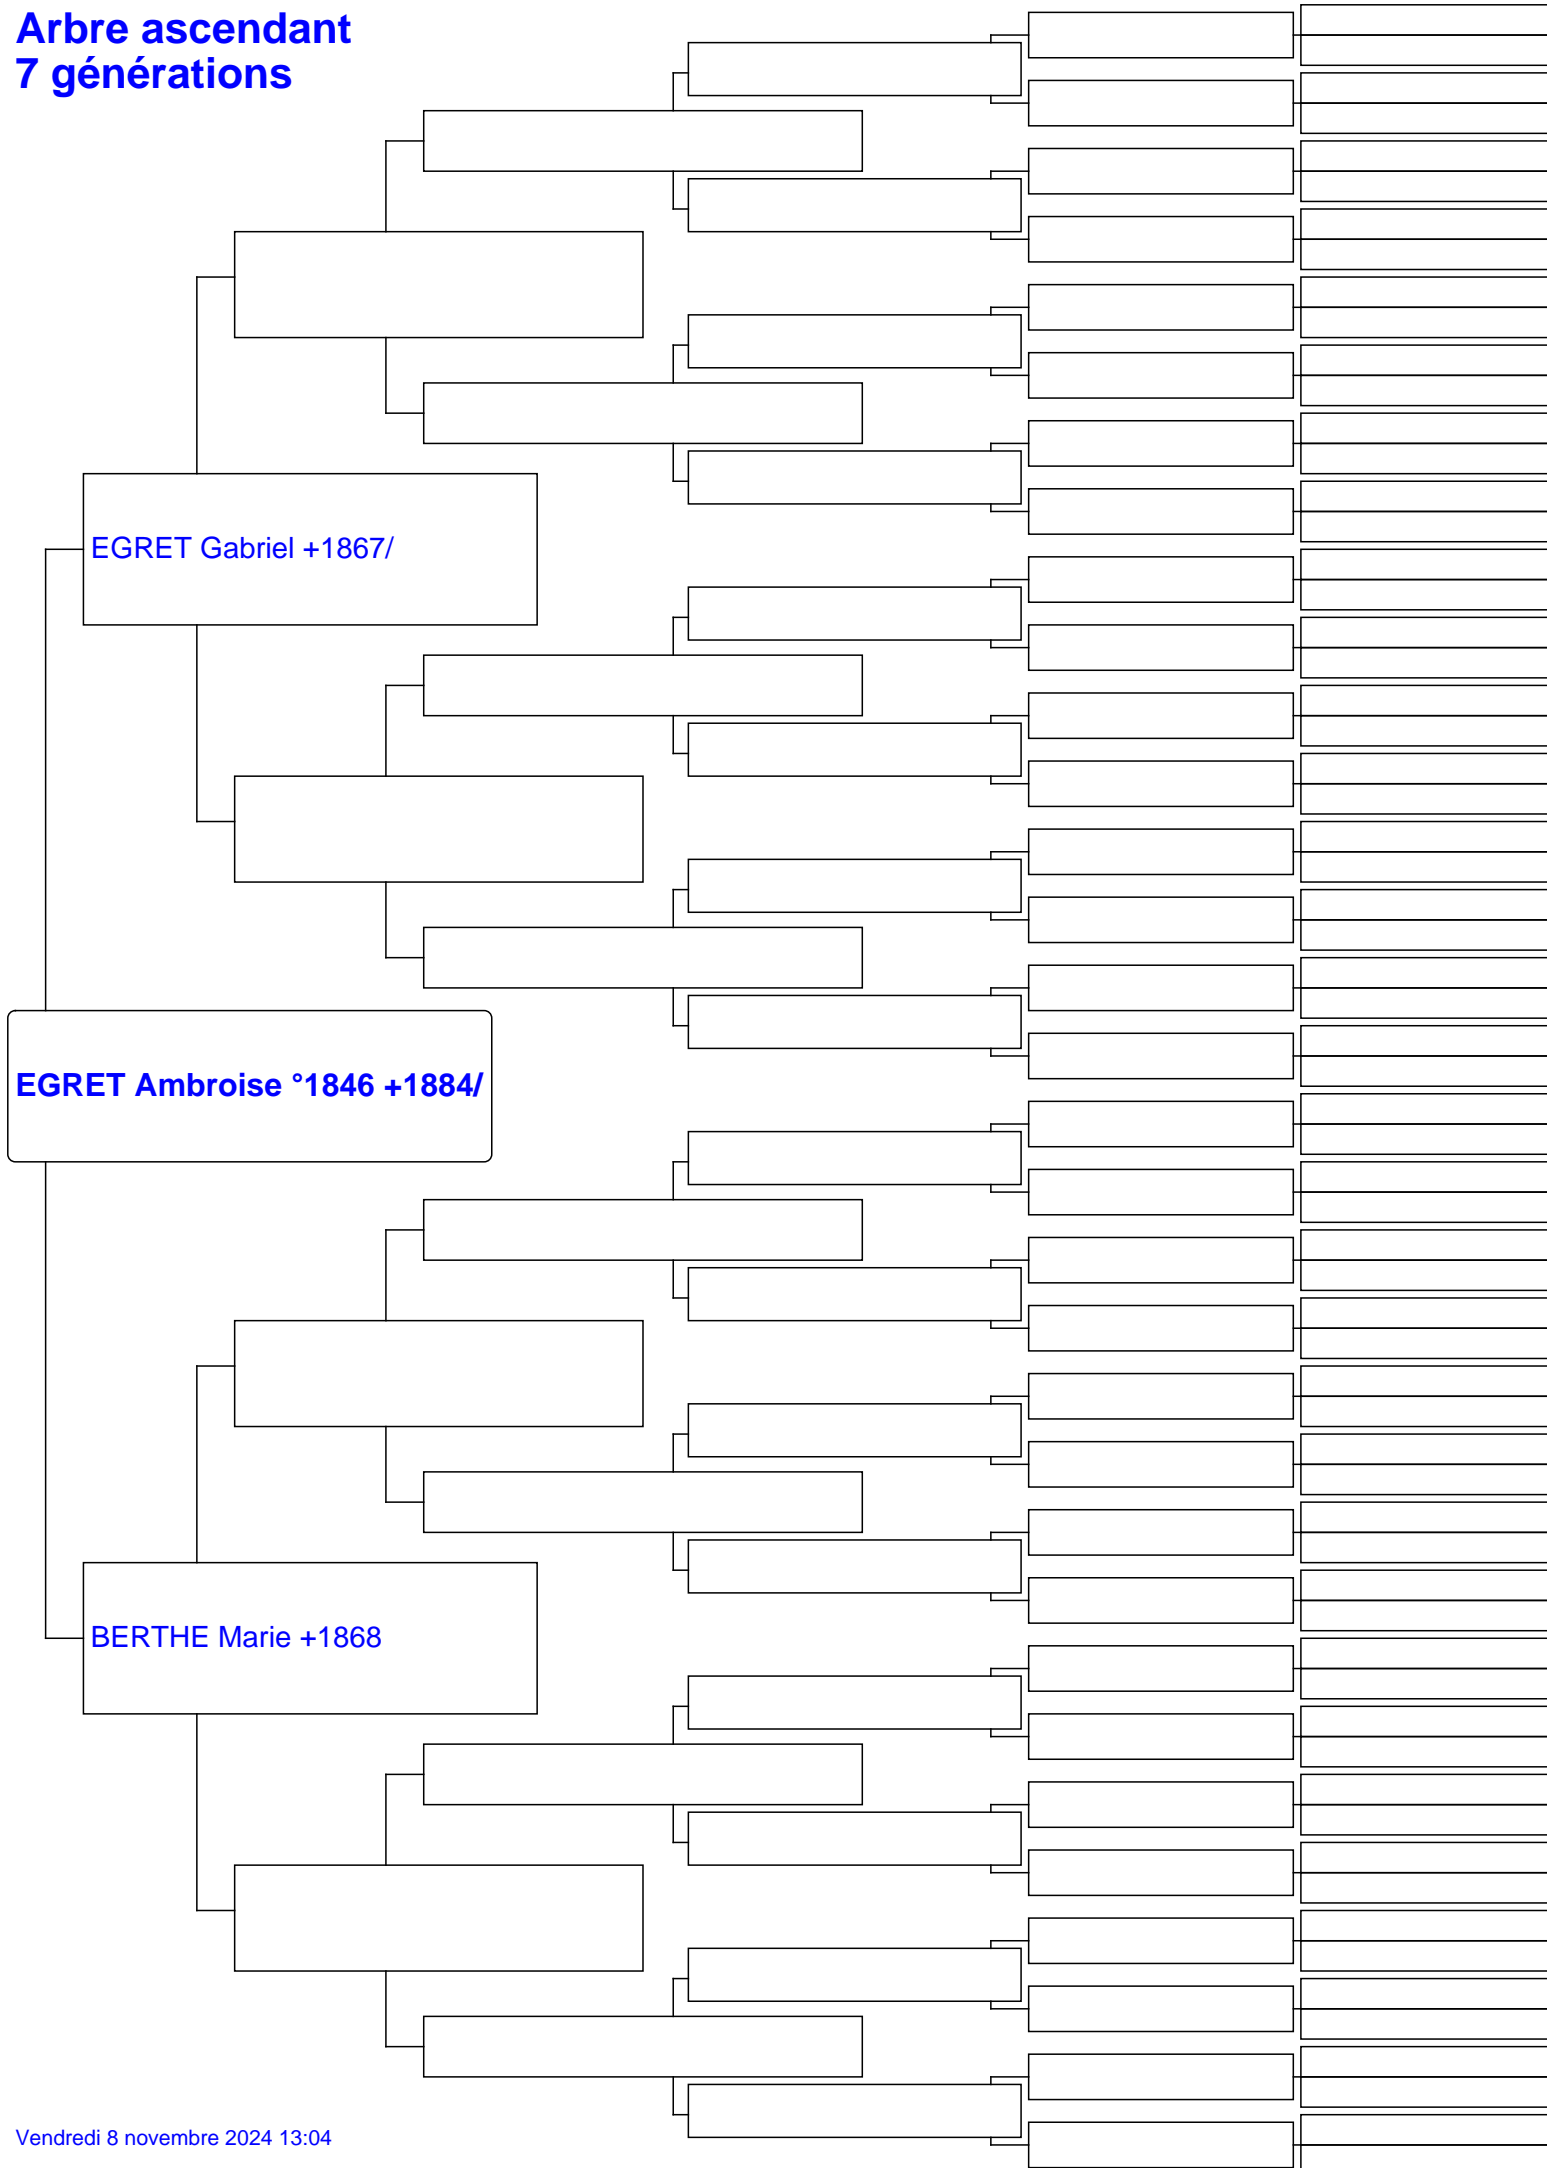 Arbre ascendant
7 générations
EGRET Gabriel +1867/
EGRET Ambroise °1846 +1884/
BERTHE Marie +1868
Vendredi 8 novembre 2024 13:04